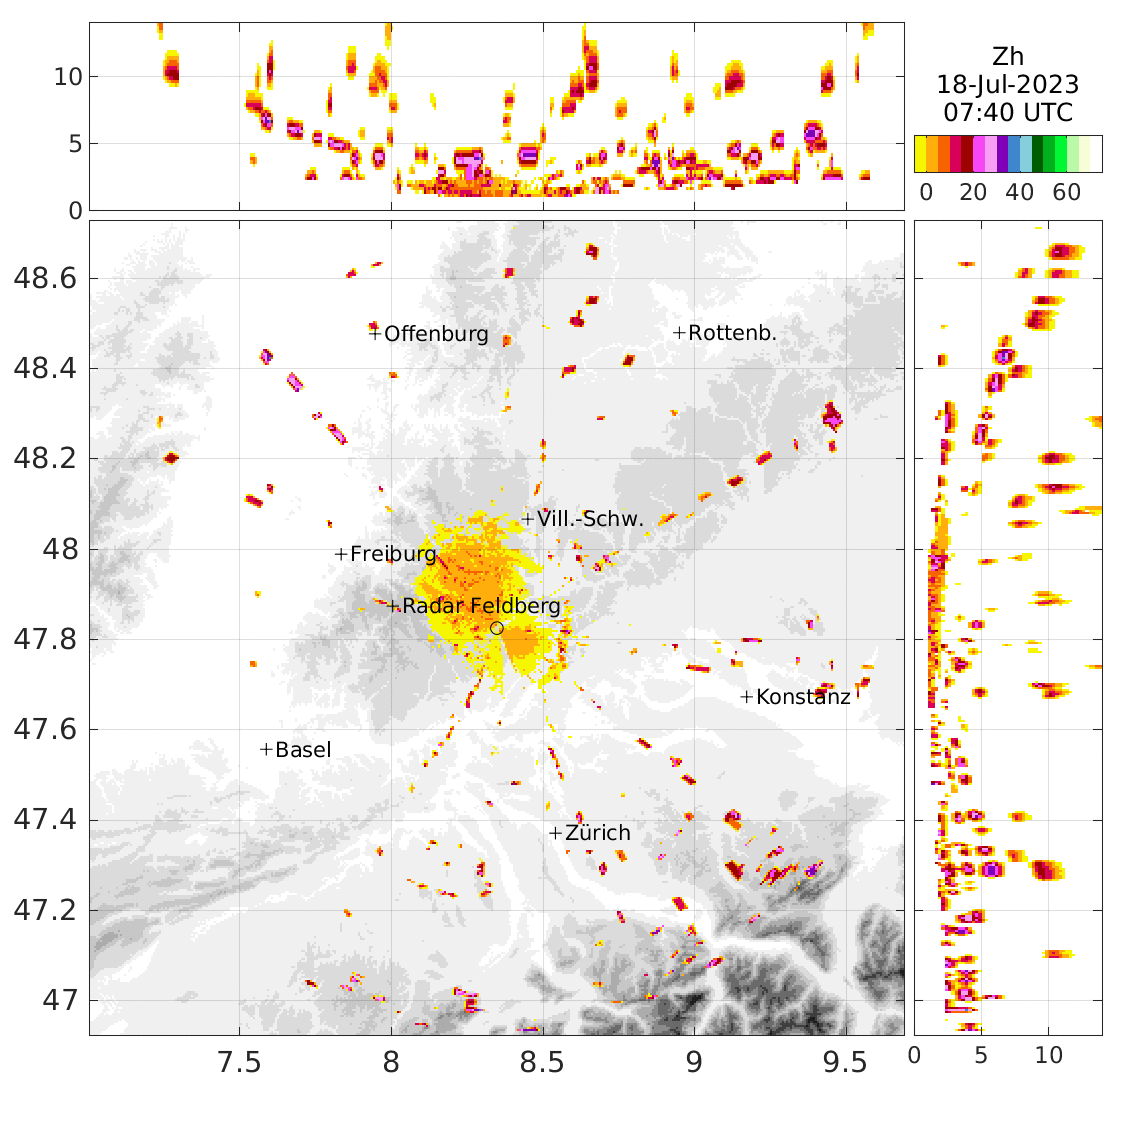 10
5
0
Zh
18-Jul-2023
07:40 UTC
0 20 40 60
48.6
48.4
48.2
48
47.8
47.6
47.4
47.2
47
+Offenburg
+Rottenb.
+Vill.-Schw.
+Freiburg
+Radar Feldberg
+Konstanz
+Basel
+Zürich
7.5 8 8.5 9 9.5
0 5 10